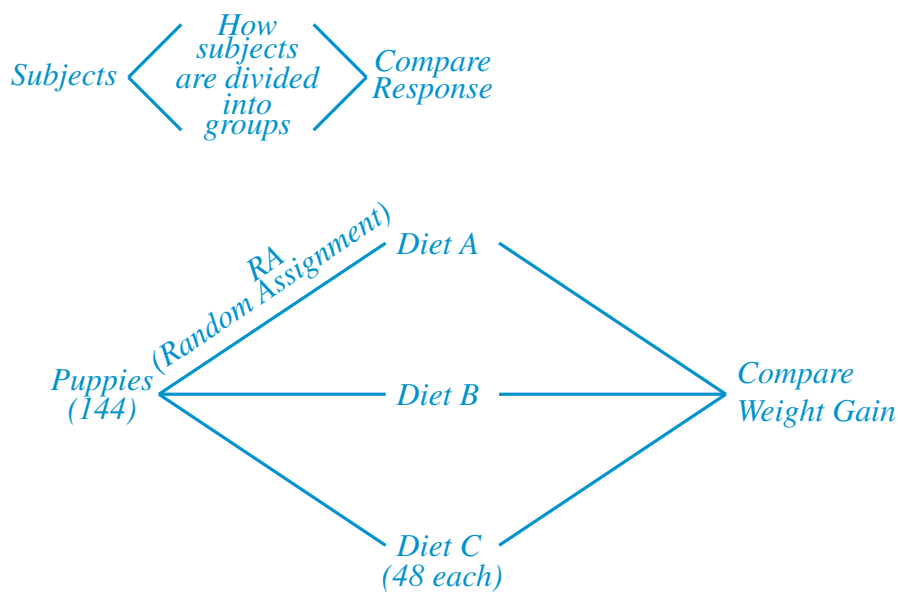 Subjects
How
subjects
are divided
into
groups
Compare
Response
RA
(Random Assignment)
Diet A
Puppies
(144)
Diet B
Compare
Weight Gain
Diet C
(48 each)